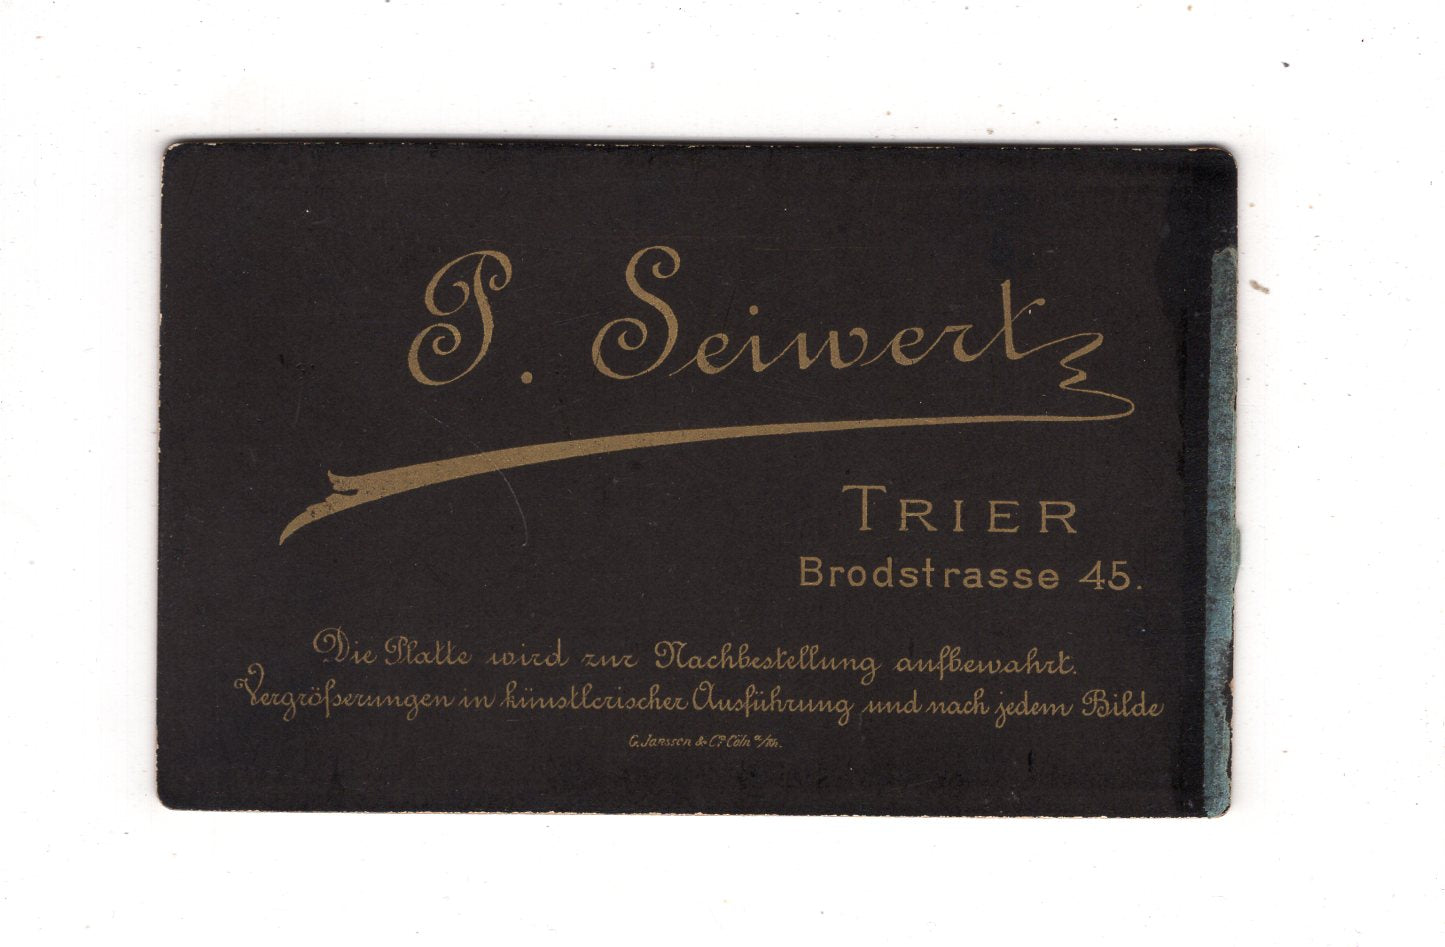 P. Seiwert
TRIER
Brodstrasse 45.
Die Platte wird zur Nachbestellung aufbewahrt.
Vergrößerungen in künstlerischer Ausführung und nach jedem Bilde
G. Janssen & Cº Cöln a/Rh.